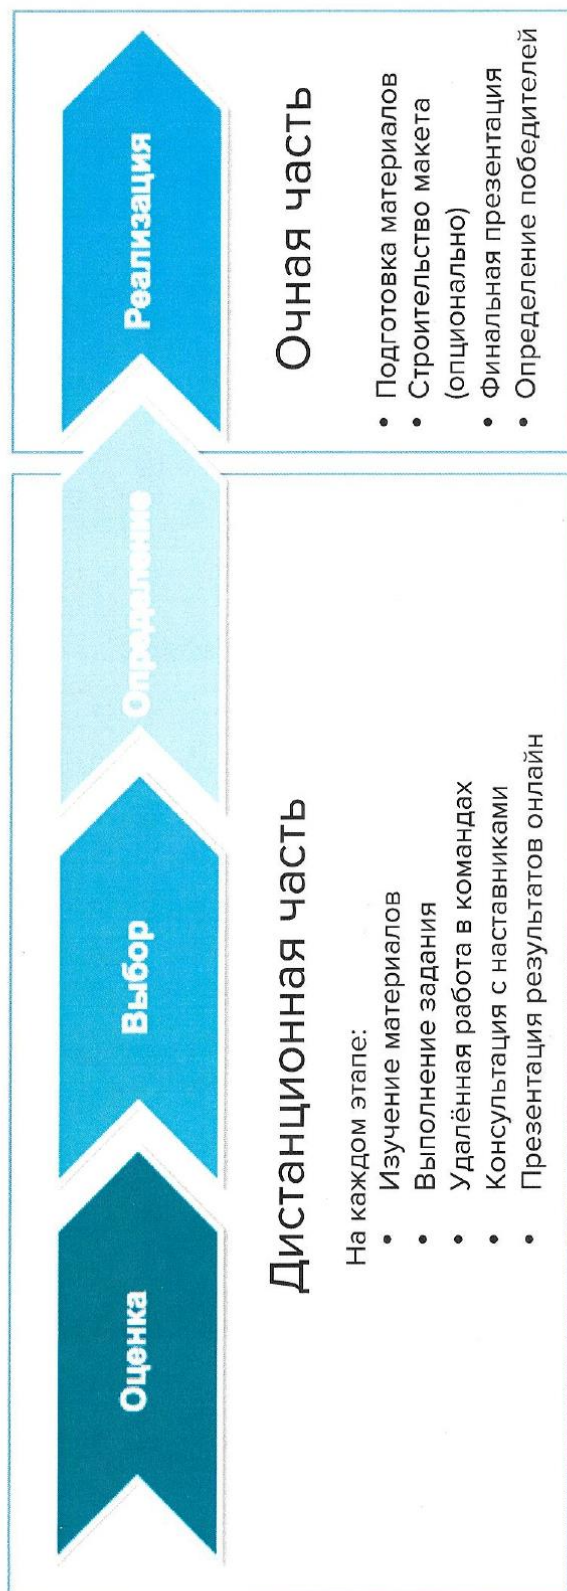 Оценка
Выбор
Определение
Реализация
Дистанционная часть
На каждом этапе:
• Изучение материалов
• Выполнение задания
• Удалённая работа в командах
• Консультация с наставниками
• Презентация результатов онлайн
Очная часть
• Подготовка материалов
• Строительство макета
(опционально)
• Финальная презентация
• Определение победителей